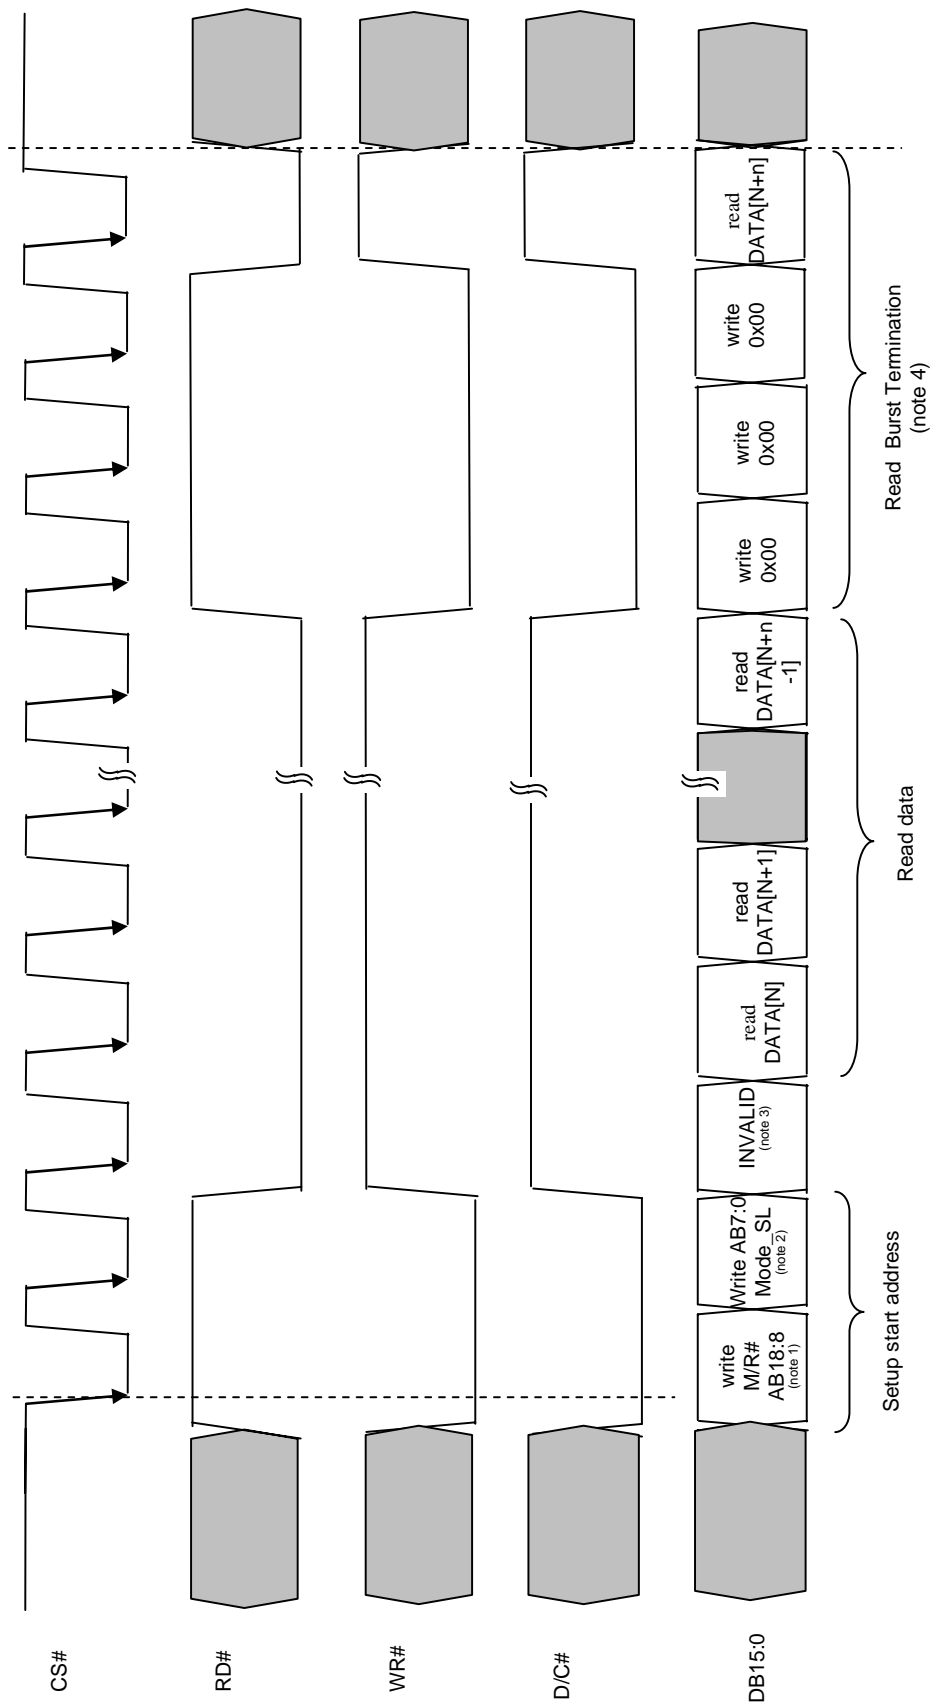 CS#
RD#
WR#
D/C#
DB15:0
write
M/R#
AB18:8
(note 1)
Write AB7:0
Mode_SL
(note 2)
INVALID
(note 3)
read
DATA[N]
read
DATA[N+1]
read
DATA[N+n
-1]
write
0x00
write
0x00
write
0x00
read
DATA[N+n]
Setup start address
Read data
Read Burst Termination
(note 4)